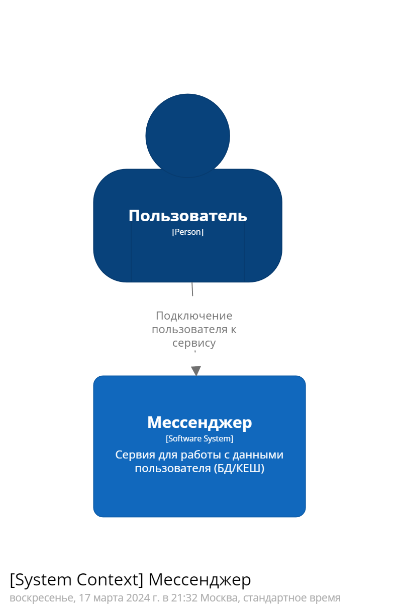 Пользователь
[Person]
Подключение
пользователя к
сервису
Мессенджер
[Software System]
Сервия для работы с данными
пользователя (БД/КЕШ)
[System Context] Мессенджер
воскресенье, 17 марта 2024 г. в 21:32 Москва, стандартное время